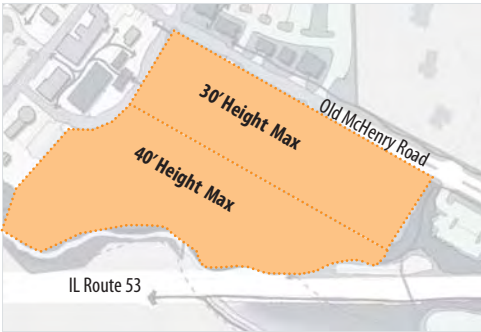 30′ Height Max
Old McHenry Road
40′ Height Max
IL Route 53